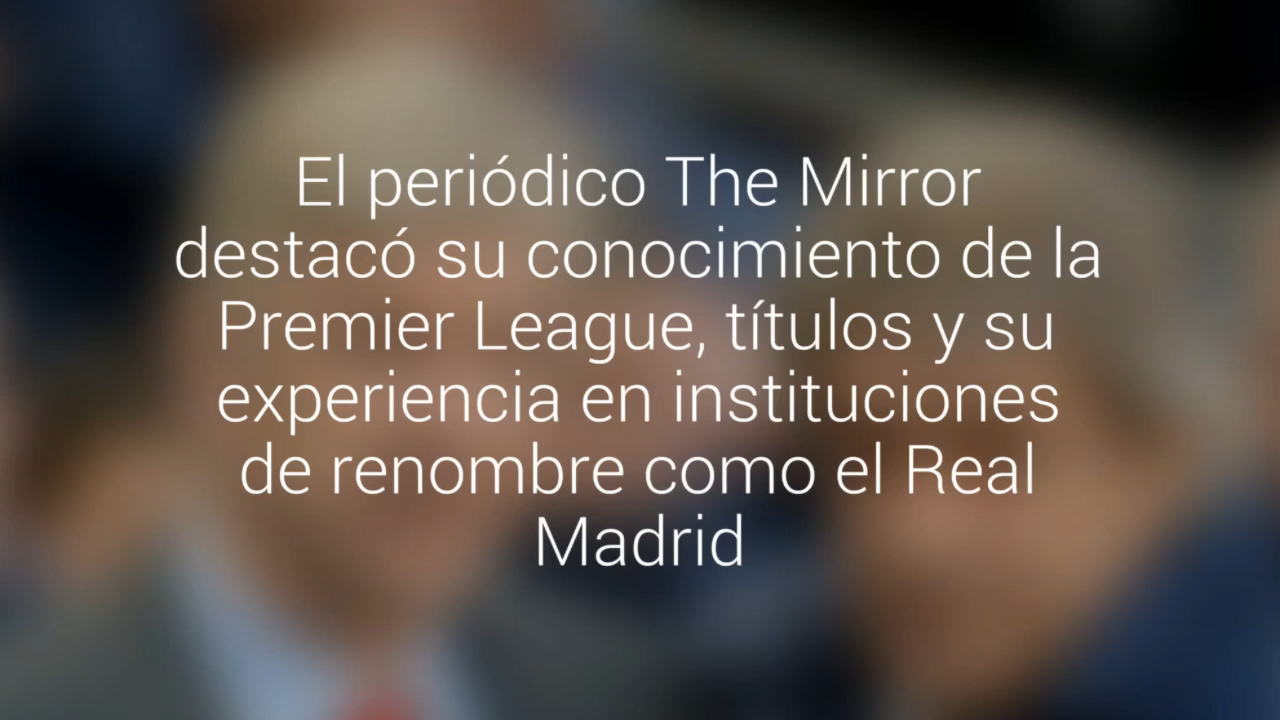 El periódico The Mirror
destacó su conocimiento de la
Premier League, títulos y su
experiencia en instituciones
de renombre como el Real
Madrid